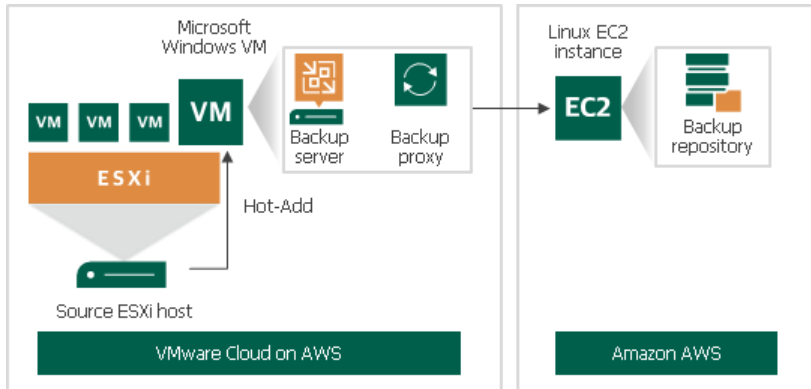 Microsoft
Windows VM
VM
VM
VM
VM
ESXi
Backup
server
Backup
proxy
Hot-Add
Source ESXi host
VMware Cloud on AWS
Linux EC2
instance
EC2
Backup
repository
Amazon AWS